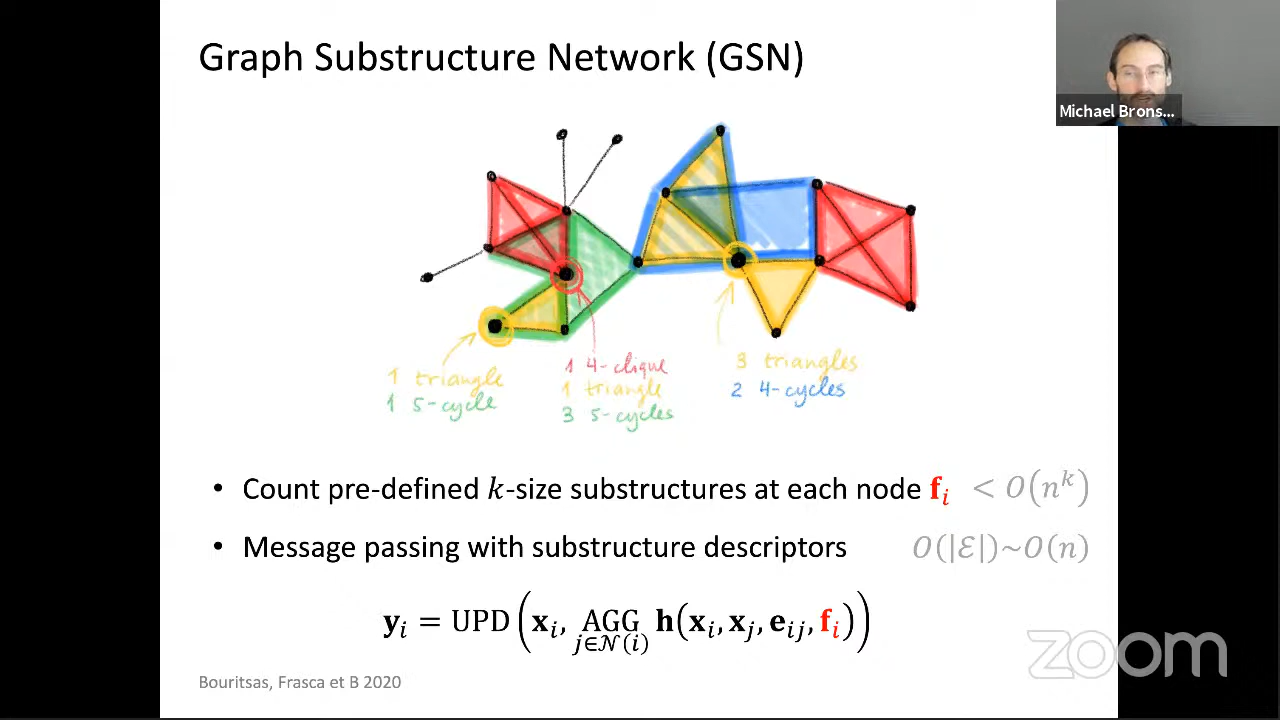 Graph Substructure Network (GSN)
Michael Brons...
1 triangle
1 5-cycle
1 4-clique
1 triangle
3 5-cycles
3 triangles
2 4-cycles
• Count pre-defined k-size substructures at each node fᵢ < O(nᵏ)
• Message passing with substructure descriptors O(|ℰ|)~O(n)
yᵢ = UPD(xᵢ, AGG h(xᵢ, xⱼ, eᵢⱼ, fᵢ))
j∈𝒩(i)
zoom
Bouritsas, Frasca et B 2020